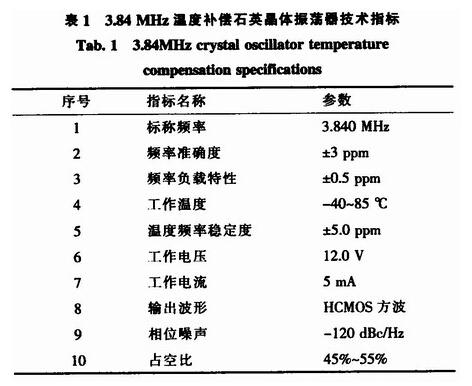 表 1 3.84 MHz 温度补偿石英晶体振荡器技术指标
Tab. 1 3.84MHz crystal oscillator temperature
compensation specifications
序号 指标名称 参数
1 标称频率 3.840 MHz
2 频率准确度 ±3 ppm
3 频率负载特性 ±0.5 ppm
4 工作温度 -40~85 ℃
5 温度频率稳定度 ±5.0 ppm
6 工作电压 12.0 V
7 工作电流 5 mA
8 输出波形 HCMOS 方波
9 相位噪声 -120 dBc/Hz
10 占空比 45%~55%